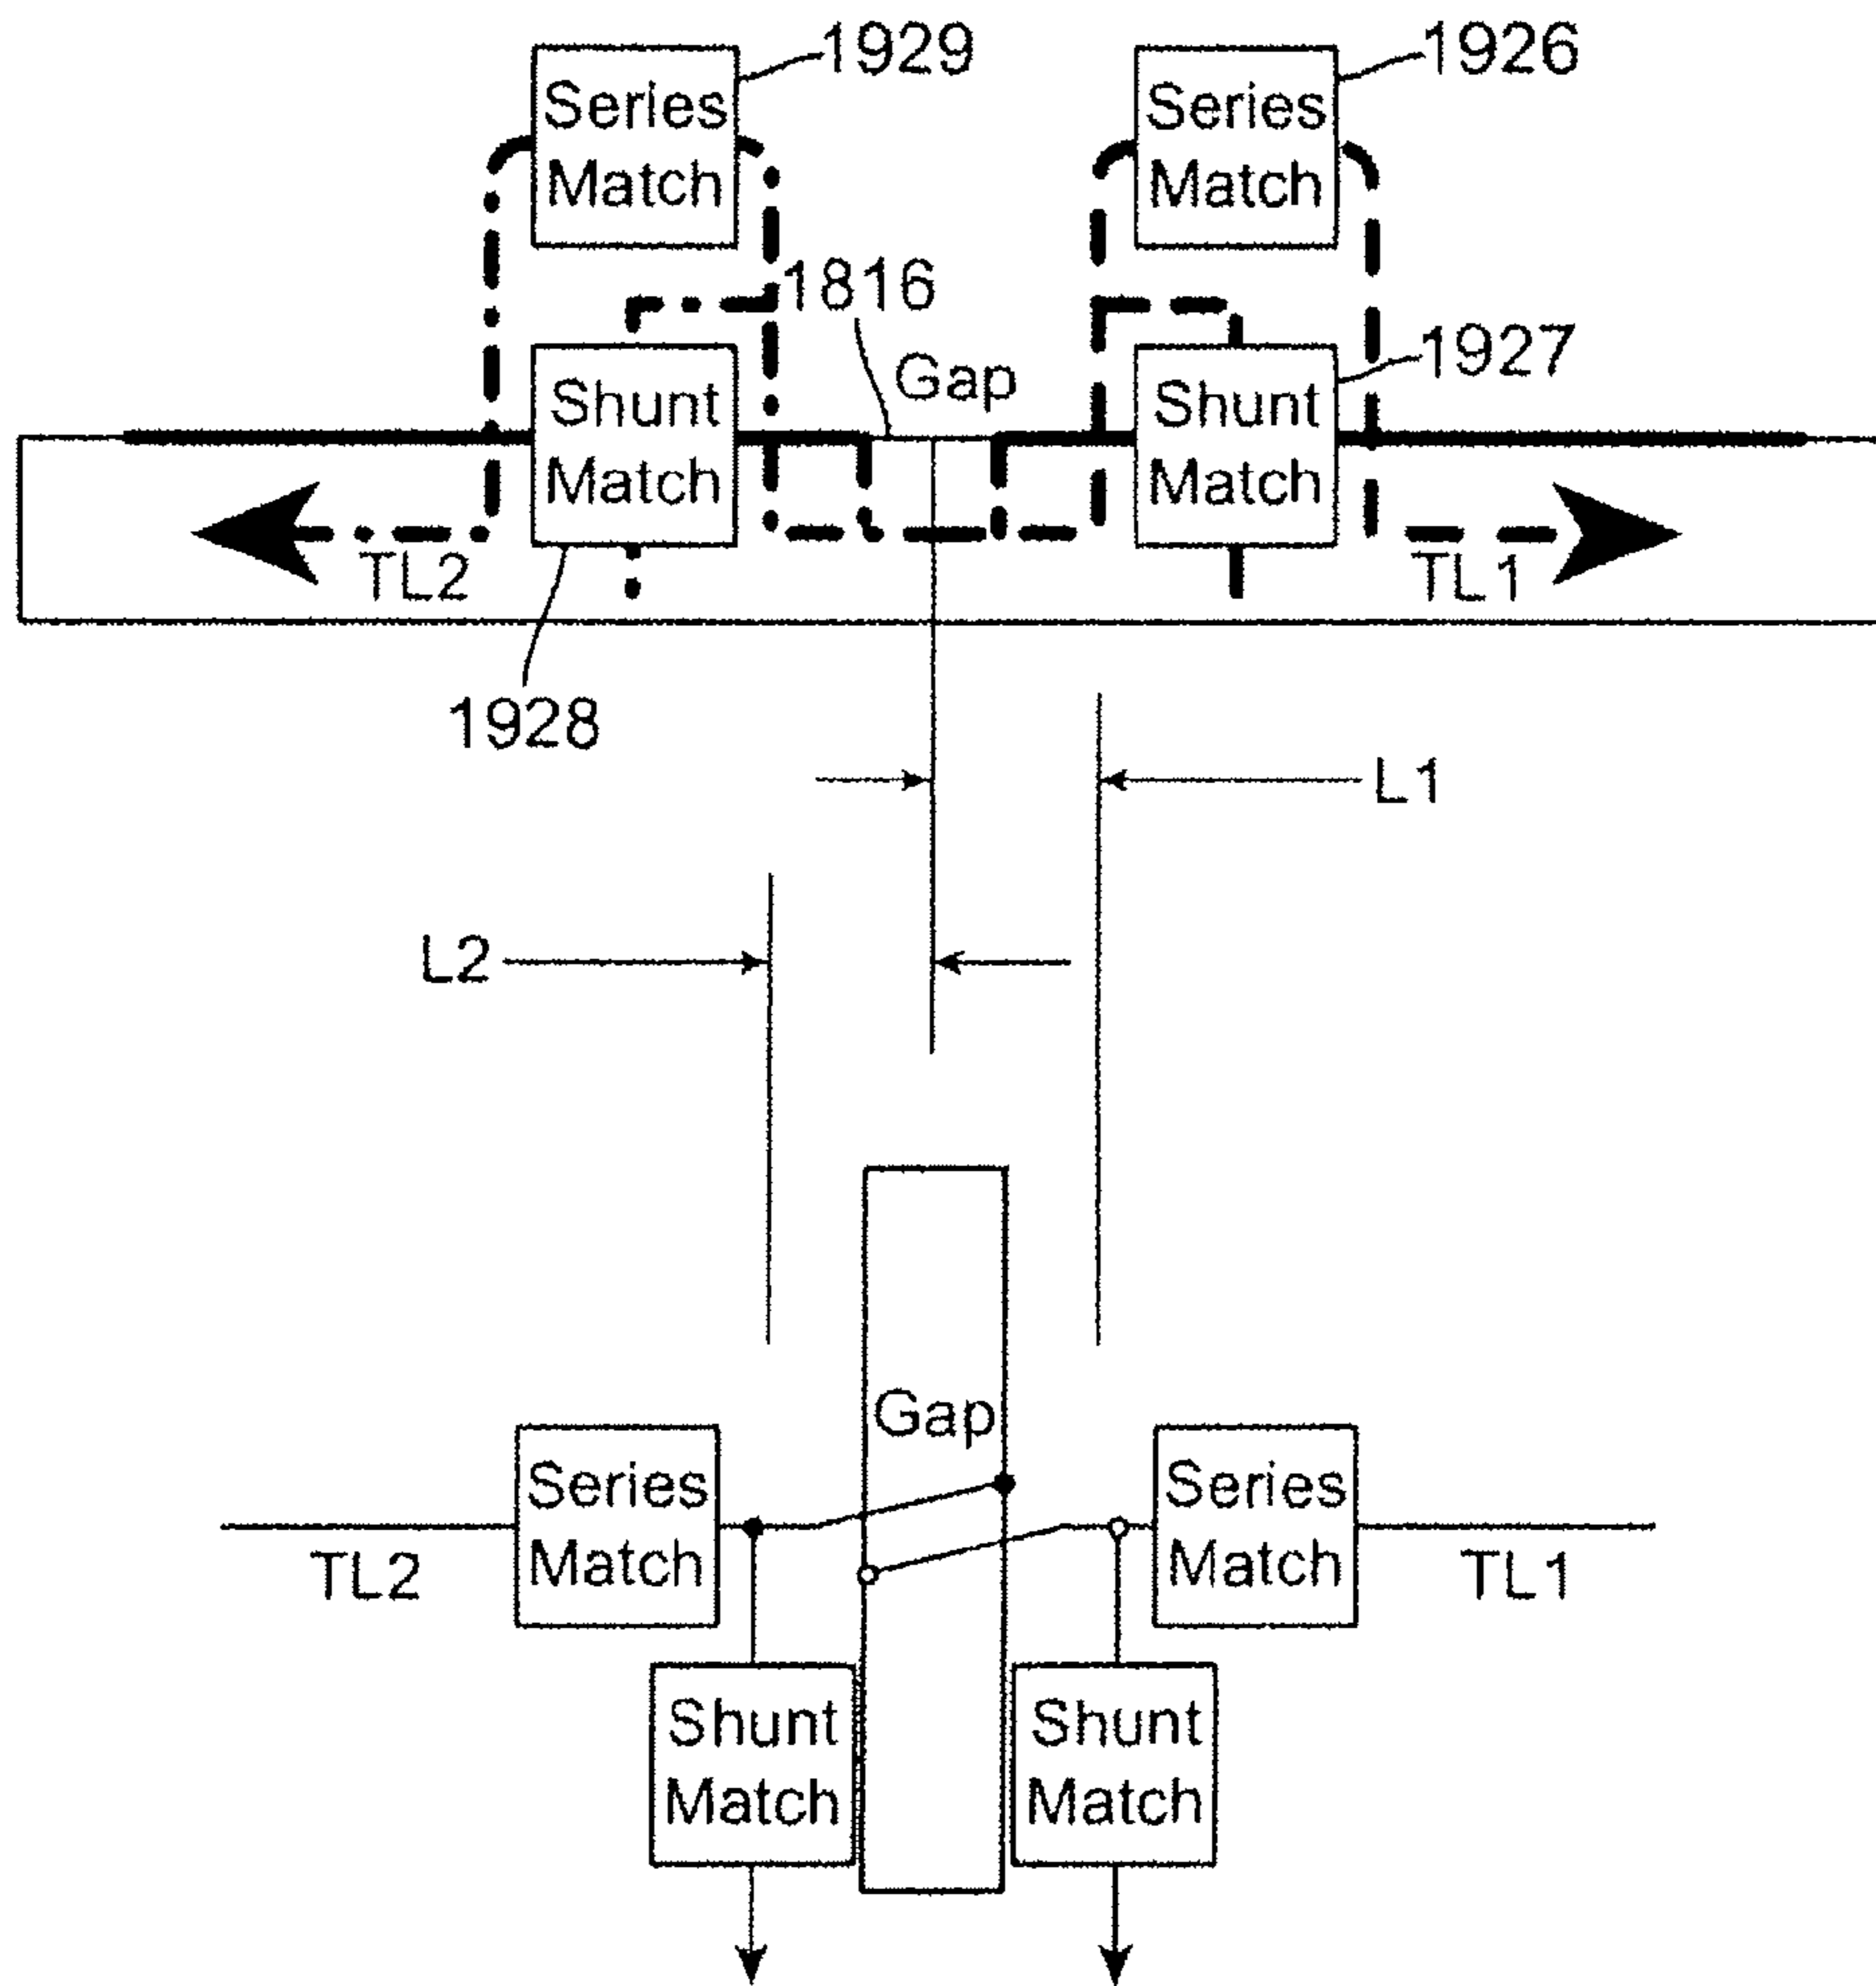 1929
1926
Series
Match
Series
Match
1816
Gap
1927
Shunt
Match
Shunt
Match
TL2
TL1
1928
L1
L2
Gap
Series
Match
Series
Match
TL2
TL1
Shunt
Match
Shunt
Match